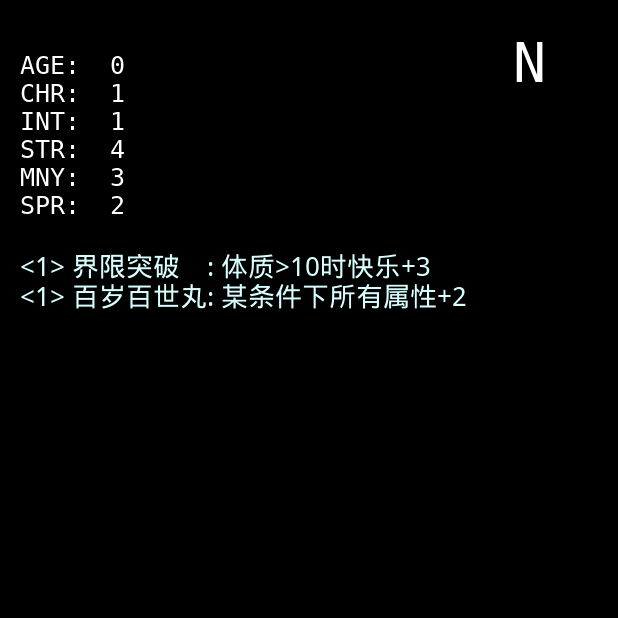 N
AGE: 0
CHR: 1
INT: 1
STR: 4
MNY: 3
SPR: 2
<1> 界限突破　: 体质>10时快乐+3
<1> 百岁百世丸: 某条件下所有属性+2